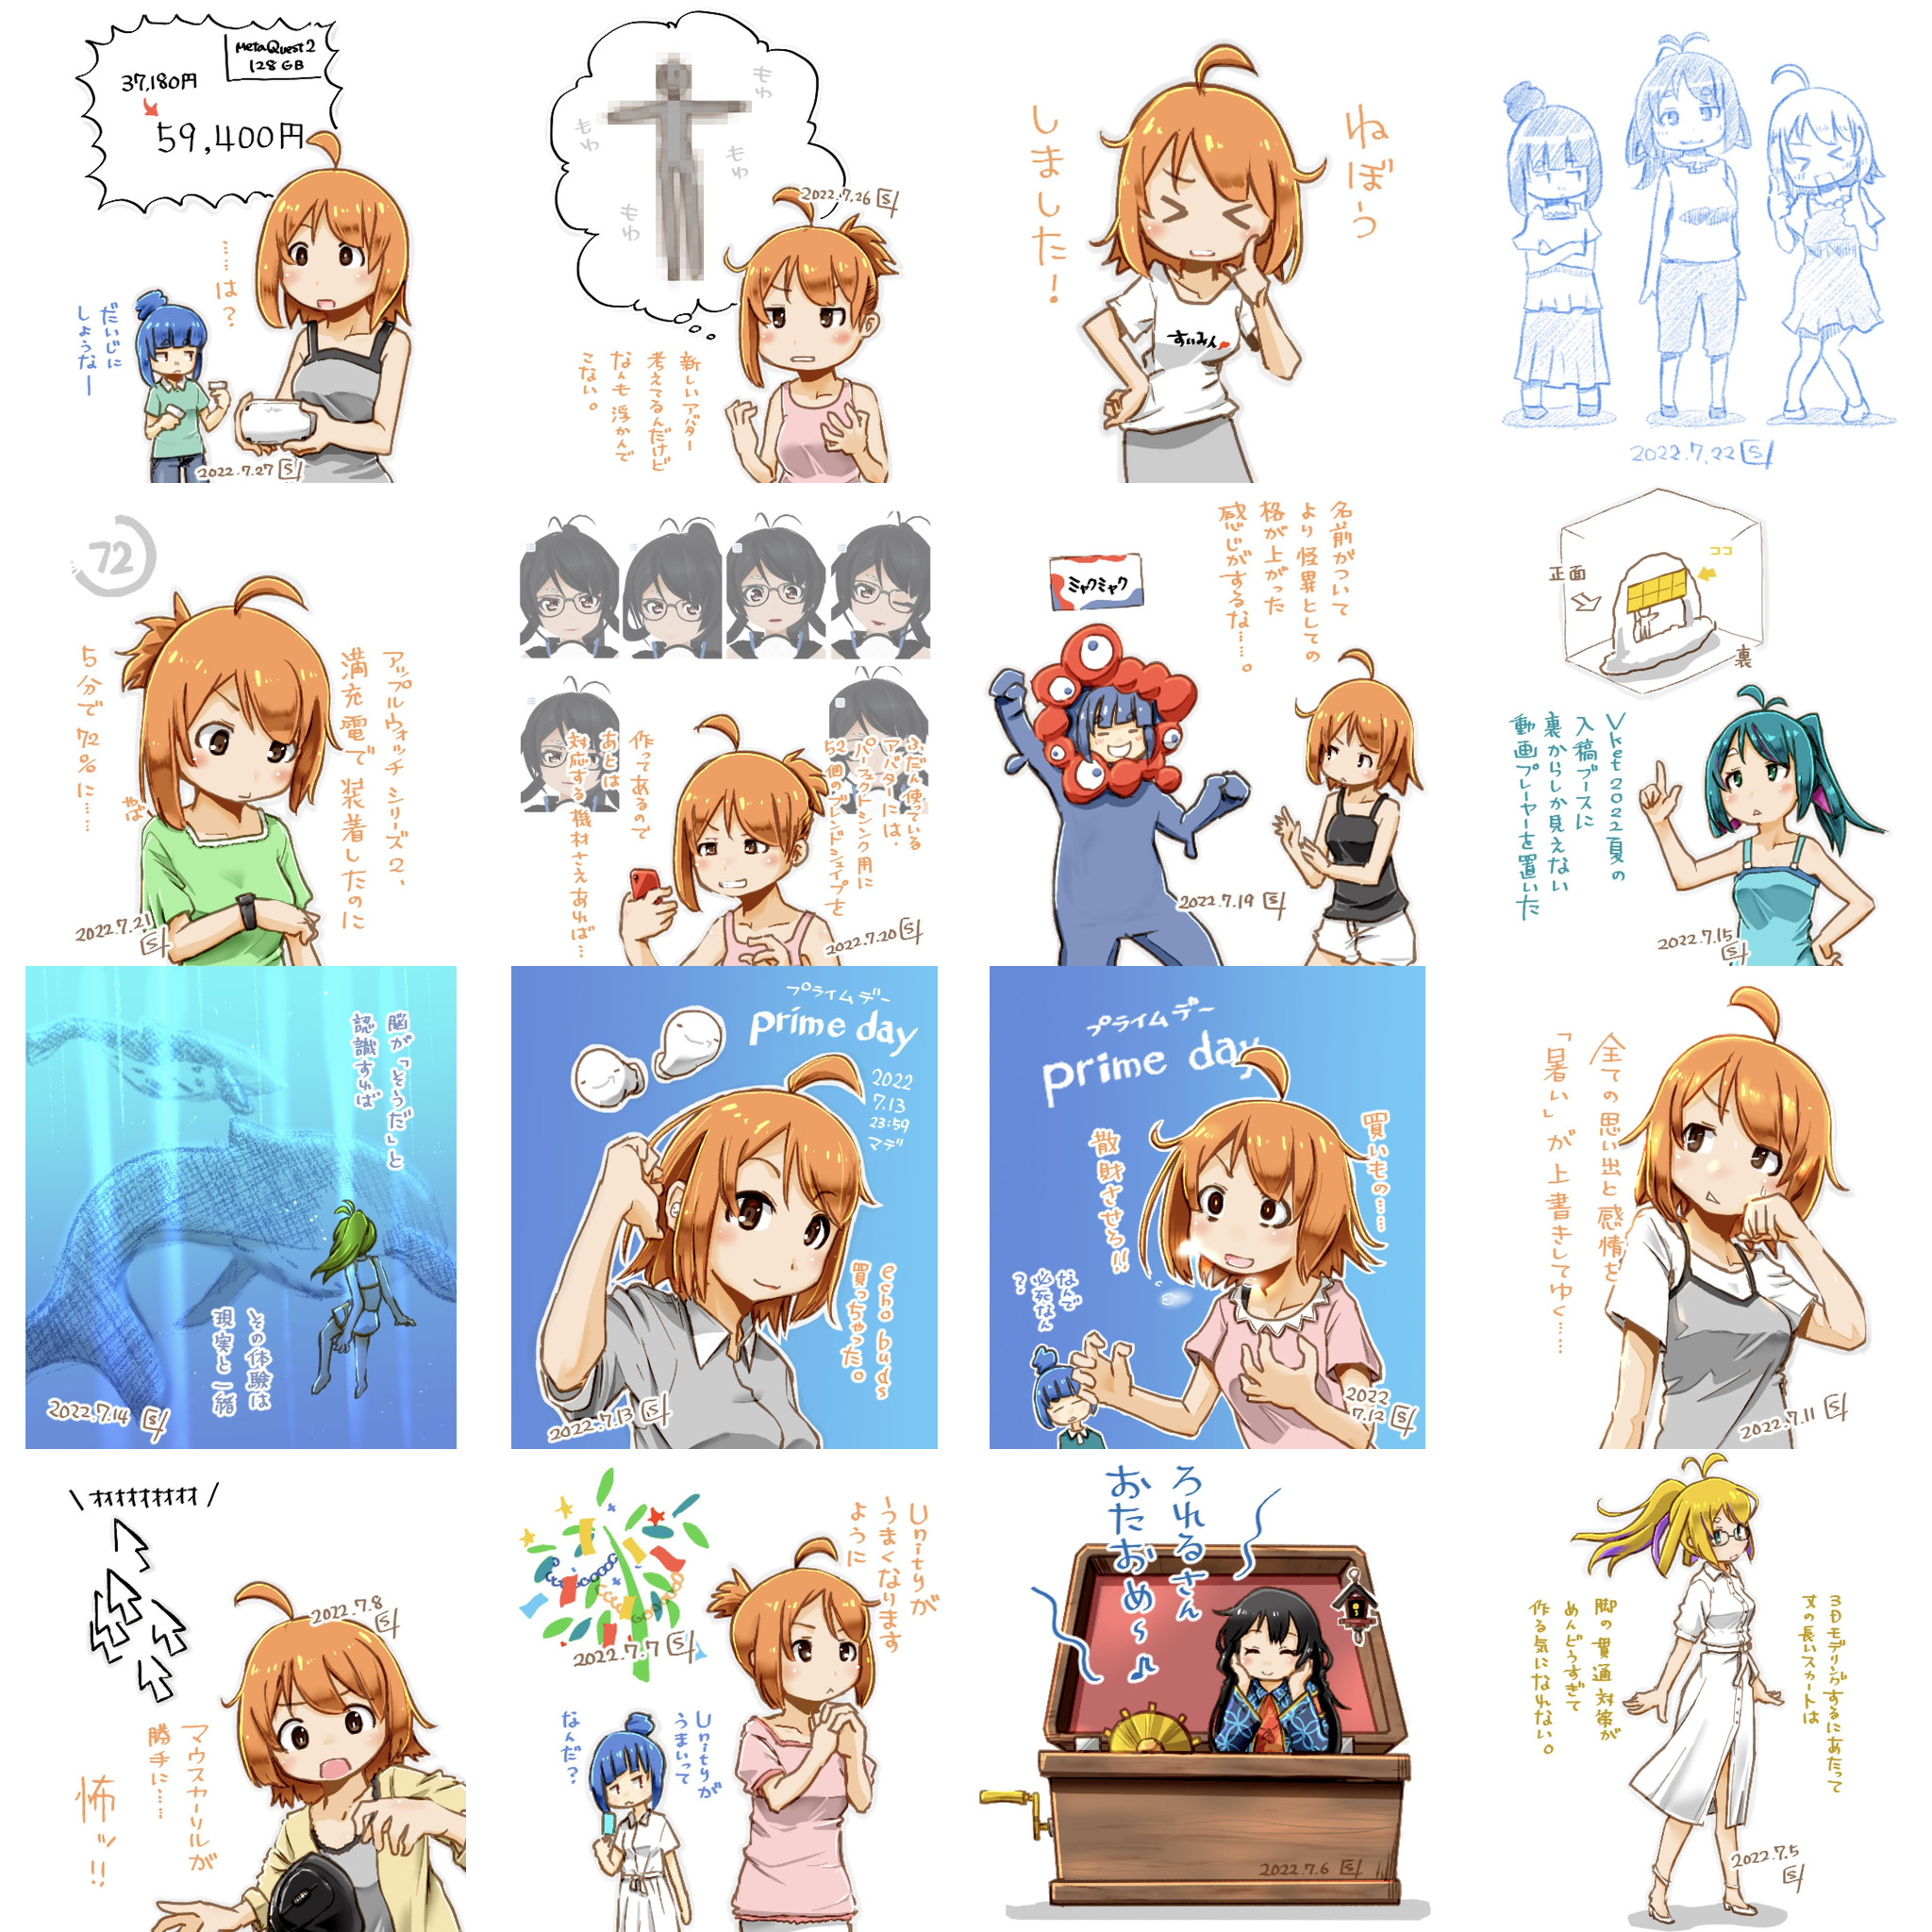 MetaQuest2
128GB
37,180円
59,400円
……は?
だいじに
しようなー
2022.7.27
もわ
もわ
もわ
もわ
2022.7.26
新しいアバター
考えてるんだけど
なんも浮かんで
こない。
ねぼう
しました!
すいみん
2022.7.22
72
アップルウォッチシリーズ2、
満充電で装着したのに
5分で72%に……
やば
2022.7.21
ふだん使っている
アバターには、
パーフェクトシンク用に
52個のブレンドシェイプを
作ってあるので
あとは
対応する機材さえあれば…
2022.7.20
名前がついて
より怪異としての
格が上がった
感じがするな……。
ミャクミャク
2022.7.19
ココ
正面
裏
Vket2022夏の
入稿ブースに
裏からしか見えない
動画プレーヤーを置いた
2022.7.15
脳が「そうだ」と
認識すれば
その体験は
現実と一緒
2022.7.14
プライムデー
prime day
2022
7.13
23:59
マデ
echo buds
買っちゃった。
2022.7.13
プライムデー
prime day
買いもの……
散財させろ!!
なんで
必死なん
?
2022
7.12
全ての思い出と感情を
「暑い」が上書きしてゆく……
2022.7.11
\オオオオオオオオオ/
2022.7.8
マウスカーソルが
勝手に……
怖ッ!!
Unityが
うまくなります
ように
2022.7.7
Unityが
うまいって
なんだ?
ろれるさん
おたおめ〜♪
2022.7.6
3Dモデリングするにあたって
丈の長いスカートは
脚の貫通対策が
めんどうすぎて
作る気になれない。
2022.7.5